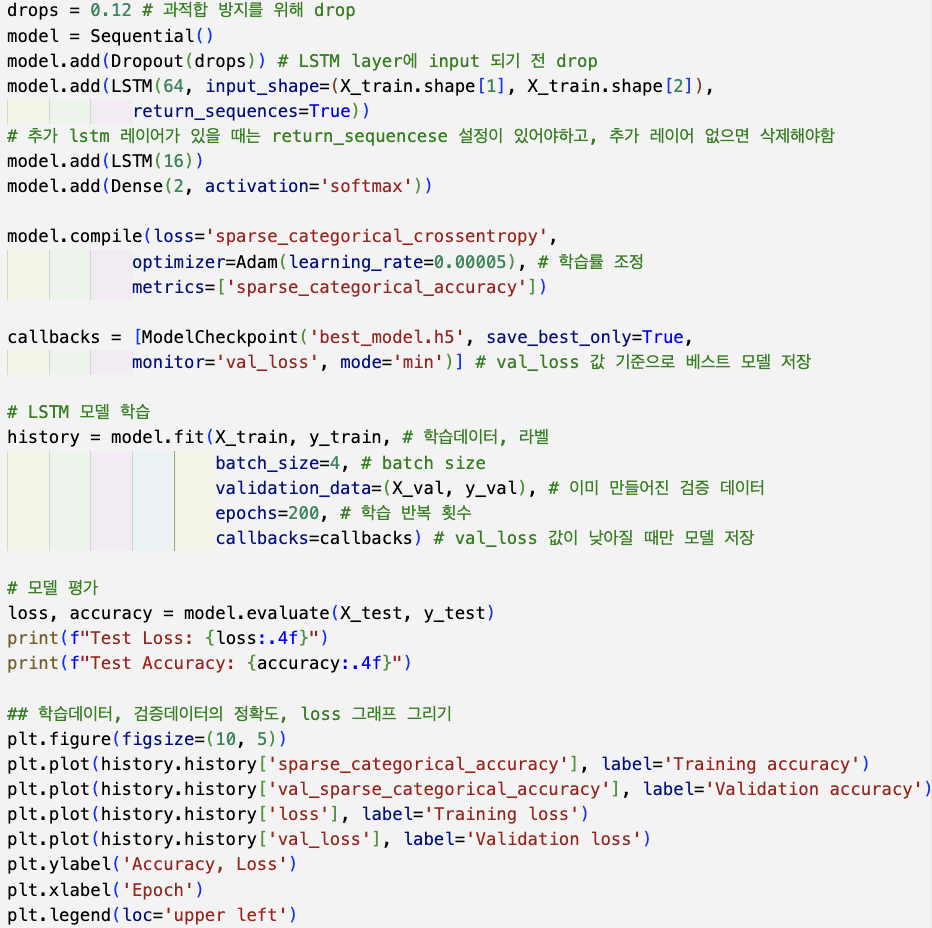 drops = 0.12 # 과적합 방지를 위해 drop
model = Sequential()
model.add(Dropout(drops)) # LSTM layer에 input 되기 전 drop
model.add(LSTM(64, input_shape=(X_train.shape[1], X_train.shape[2]),
return_sequences=True))
# 추가 lstm 레이어가 있을 때는 return_sequencese 설정이 있어야하고, 추가 레이어 없으면 삭제해야함
model.add(LSTM(16))
model.add(Dense(2, activation='softmax'))
model.compile(loss='sparse_categorical_crossentropy',
optimizer=Adam(learning_rate=0.00005), # 학습률 조정
metrics=['sparse_categorical_accuracy'])
callbacks = [ModelCheckpoint('best_model.h5', save_best_only=True,
monitor='val_loss', mode='min')] # val_loss 값 기준으로 베스트 모델 저장
# LSTM 모델 학습
history = model.fit(X_train, y_train, # 학습데이터, 라벨
batch_size=4, # batch size
validation_data=(X_val, y_val), # 이미 만들어진 검증 데이터
epochs=200, # 학습 반복 횟수
callbacks=callbacks) # val_loss 값이 낮아질 때만 모델 저장
# 모델 평가
loss, accuracy = model.evaluate(X_test, y_test)
print(f"Test Loss: {loss:.4f}")
print(f"Test Accuracy: {accuracy:.4f}")
## 학습데이터, 검증데이터의 정확도, loss 그래프 그리기
plt.figure(figsize=(10, 5))
plt.plot(history.history['sparse_categorical_accuracy'], label='Training accuracy')
plt.plot(history.history['val_sparse_categorical_accuracy'], label='Validation accuracy')
plt.plot(history.history['loss'], label='Training loss')
plt.plot(history.history['val_loss'], label='Validation loss')
plt.ylabel('Accuracy, Loss')
plt.xlabel('Epoch')
plt.legend(loc='upper left')